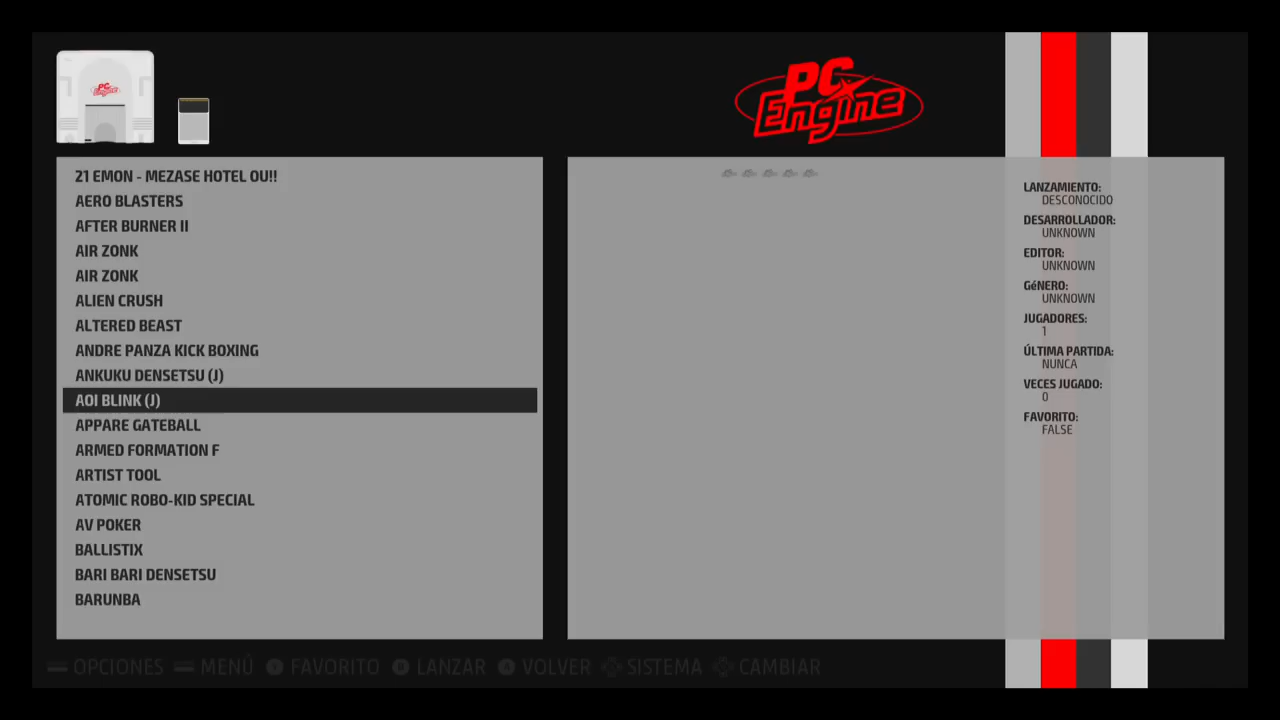 PC Engine
PC Engine
21 EMON - MEZASE HOTEL OU!!
AERO BLASTERS
AFTER BURNER II
AIR ZONK
AIR ZONK
ALIEN CRUSH
ALTERED BEAST
ANDRE PANZA KICK BOXING
ANKUKU DENSETSU (J)
AOI BLINK (J)
APPARE GATEBALL
ARMED FORMATION F
ARTIST TOOL
ATOMIC ROBO-KID SPECIAL
AV POKER
BALLISTIX
BARI BARI DENSETSU
BARUNBA
LANZAMIENTO:
DESCONOCIDO
DESARROLLADOR:
UNKNOWN
EDITOR:
UNKNOWN
GéNERO:
UNKNOWN
JUGADORES:
1
ÚLTIMA PARTIDA:
NUNCA
VECES JUGADO:
0
FAVORITO:
FALSE
OPCIONES MENÚ FAVORITO LANZAR VOLVER SISTEMA CAMBIAR